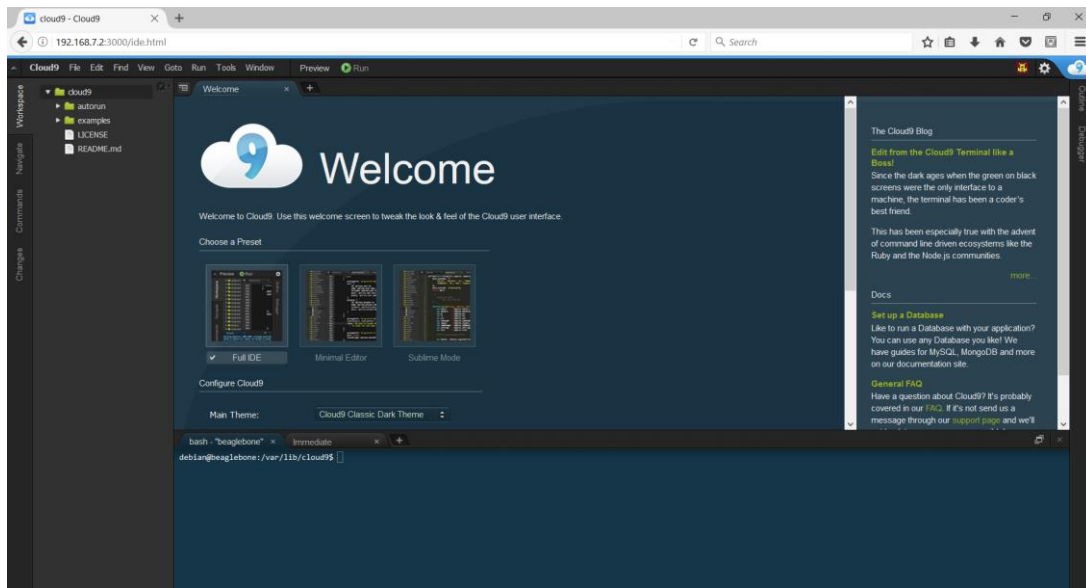 cloud9 - Cloud9
192.168.7.2:3000/ide.html
Search
Cloud9 File Edit Find View Goto Run Tools Window Preview Run
Workspace
Navigate
Commands
Changes
cloud9
autorun
examples
LICENSE
README.md
Welcome
9
Welcome
Welcome to Cloud9. Use this welcome screen to tweak the look & feel of the Cloud9 user interface.
Choose a Preset
Full IDE
Minimal Editor
Sublime Mode
Configure Cloud9
Main Theme: Cloud9 Classic Dark Theme
The Cloud9 Blog
Edit from the Cloud9 Terminal like a
Boss!
Since the dark ages when the green on black
screens were the only interface to a
machine, the terminal has been a coder's
best friend.
This has been especially true with the advent
of command line driven ecosystems like the
Ruby and the Node.js communities.
more...
Docs
Set up a Database
Like to run a Database with your application?
You can use any Database you like! We
have guides for MySQL, MongoDB and more
on our documentation site.
General FAQ
Have a question about Cloud9? It's probably
covered in our FAQ. If it's not send us a
message through our support page and we'll
Outline
Debugger
bash - "beaglebone"
Immediate
debian@beaglebone:/var/lib/cloud9$